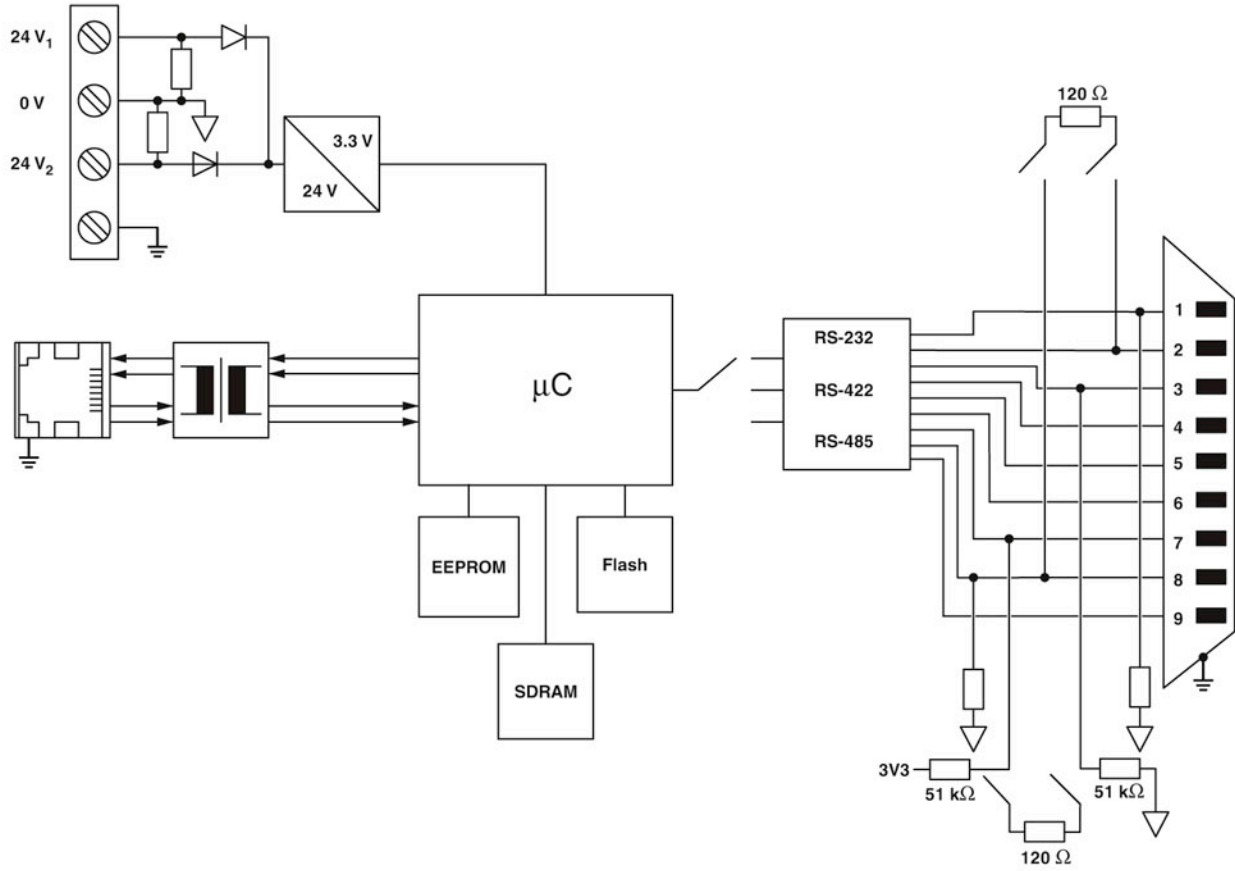 24 V1
0 V
24 V2
3.3 V
24 V
120 Ω
µC
RS-232
RS-422
RS-485
1
2
3
4
5
6
7
8
9
EEPROM
Flash
SDRAM
3V3
51 kΩ
51 kΩ
120 Ω